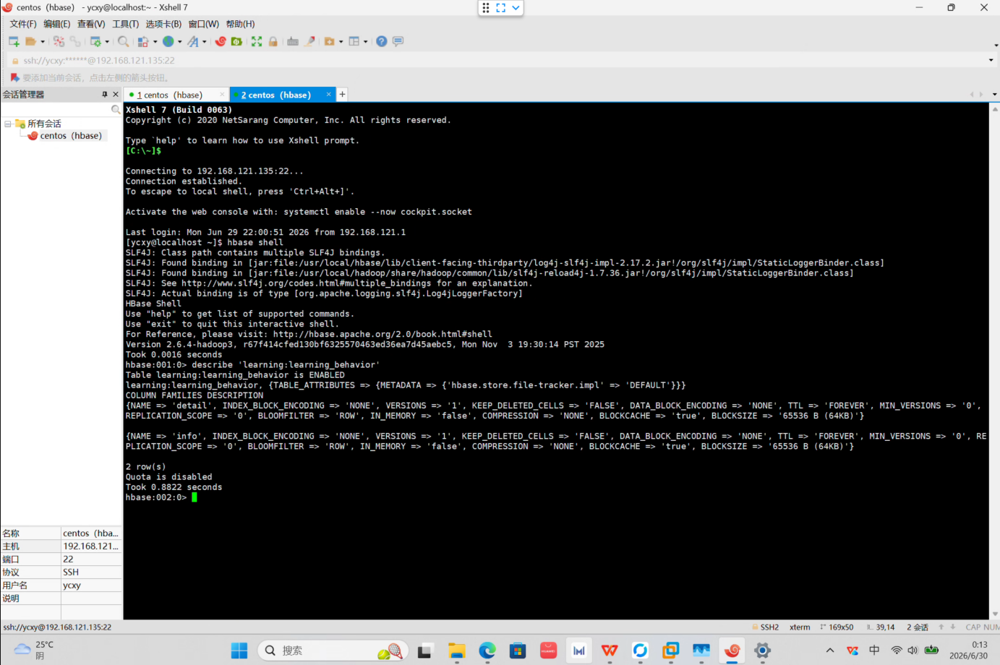 centos（hbase） - ycxy@localhost:~ - Xshell 7
文件(F) 编辑(E) 查看(V) 工具(T) 选项卡(B) 窗口(W) 帮助(H)
ssh://ycxy:******@192.168.121.135:22
要添加当前会话，点击左侧的箭头按钮。
会话管理器
1 centos（hbase）
2 centos（hbase）
所有会话
centos（hbase）
Xshell 7 (Build 0063)
Copyright (c) 2020 NetSarang Computer, Inc. All rights reserved.
Type `help' to learn how to use Xshell prompt.
[C:\~]$
Connecting to 192.168.121.135:22...
Connection established.
To escape to local shell, press 'Ctrl+Alt+]'.
Activate the web console with: systemctl enable --now cockpit.socket
Last login: Mon Jun 29 22:00:51 2026 from 192.168.121.1
[ycxy@localhost ~]$ hbase shell
SLF4J: Class path contains multiple SLF4J bindings.
SLF4J: Found binding in [jar:file:/usr/local/hbase/lib/client-facing-thirdparty/log4j-slf4j-impl-2.17.2.jar!/org/slf4j/impl/StaticLoggerBinder.class]
SLF4J: Found binding in [jar:file:/usr/local/hadoop/share/hadoop/common/lib/slf4j-reload4j-1.7.36.jar!/org/slf4j/impl/StaticLoggerBinder.class]
SLF4J: See http://www.slf4j.org/codes.html#multiple_bindings for an explanation.
SLF4J: Actual binding is of type [org.apache.logging.slf4j.Log4jLoggerFactory]
HBase Shell
Use "help" to get list of supported commands.
Use "exit" to quit this interactive shell.
For Reference, please visit: http://hbase.apache.org/2.0/book.html#shell
Version 2.6.4-hadoop3, r67f414cfed130bf6325570463ed36ea7d45aebc5, Mon Nov  3 19:30:14 PST 2025
Took 0.0016 seconds
hbase:001:0> describe 'learning:learning_behavior'
Table learning:learning_behavior is ENABLED
learning:learning_behavior, {TABLE_ATTRIBUTES => {METADATA => {'hbase.store.file-tracker.impl' => 'DEFAULT'}}}
COLUMN FAMILIES DESCRIPTION
{NAME => 'detail', INDEX_BLOCK_ENCODING => 'NONE', VERSIONS => '1', KEEP_DELETED_CELLS => 'FALSE', DATA_BLOCK_ENCODING => 'NONE', TTL => 'FOREVER', MIN_VERSIONS => '0',
REPLICATION_SCOPE => '0', BLOOMFILTER => 'ROW', IN_MEMORY => 'false', COMPRESSION => 'NONE', BLOCKCACHE => 'true', BLOCKSIZE => '65536 B (64KB)'}
{NAME => 'info', INDEX_BLOCK_ENCODING => 'NONE', VERSIONS => '1', KEEP_DELETED_CELLS => 'FALSE', DATA_BLOCK_ENCODING => 'NONE', TTL => 'FOREVER', MIN_VERSIONS => '0', RE
PLICATION_SCOPE => '0', BLOOMFILTER => 'ROW', IN_MEMORY => 'false', COMPRESSION => 'NONE', BLOCKCACHE => 'true', BLOCKSIZE => '65536 B (64KB)'}
2 row(s)
Quota is disabled
Took 0.8822 seconds
hbase:002:0>
名称 centos（hba...
主机 192.168.121...
端口 22
协议 SSH
用户名 ycxy
说明
ssh://ycxy@192.168.121.135:22
SSH2 xterm 169x50 39,14 2 会话 CAP NUM
25°C
阴
搜索
中
0:13
2026/6/30